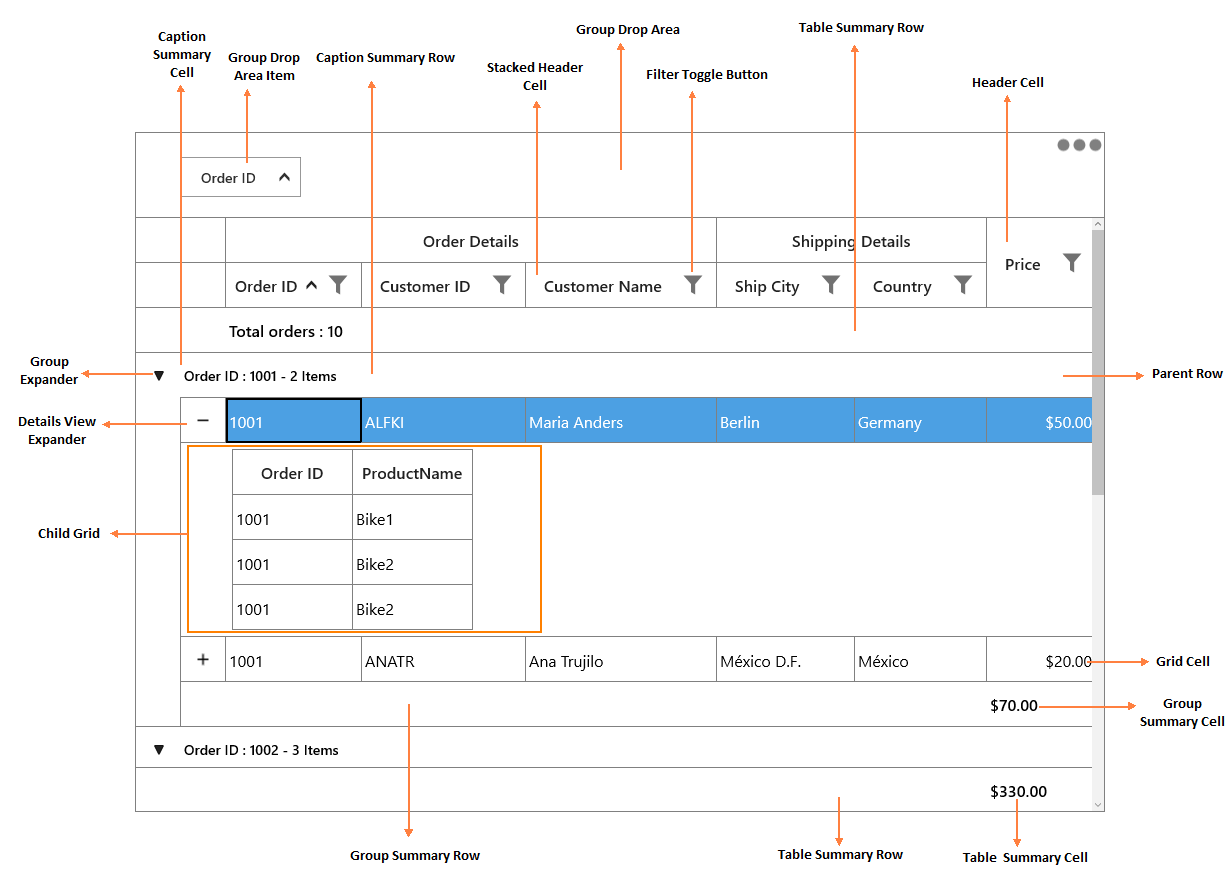 Caption
Summary
Cell
Group Drop
Area Item
Caption Summary Row
Stacked Header
Cell
Group Drop Area
Filter Toggle Button
Table Summary Row
Header Cell
Order ID
Order Details
Shipping Details
Price
Order ID
Customer ID
Customer Name
Ship City
Country
Total orders : 10
Group
Expander
Order ID : 1001 - 2 Items
Parent Row
Details View
Expander
1001
ALFKI
Maria Anders
Berlin
Germany
$50.00
Order ID
ProductName
1001
Bike1
Child Grid
1001
Bike2
1001
Bike2
1001
ANATR
Ana Trujilo
México D.F.
México
$20.00
Grid Cell
$70.00
Group
Summary Cell
Order ID : 1002 - 3 Items
$330.00
Group Summary Row
Table Summary Row
Table Summary Cell